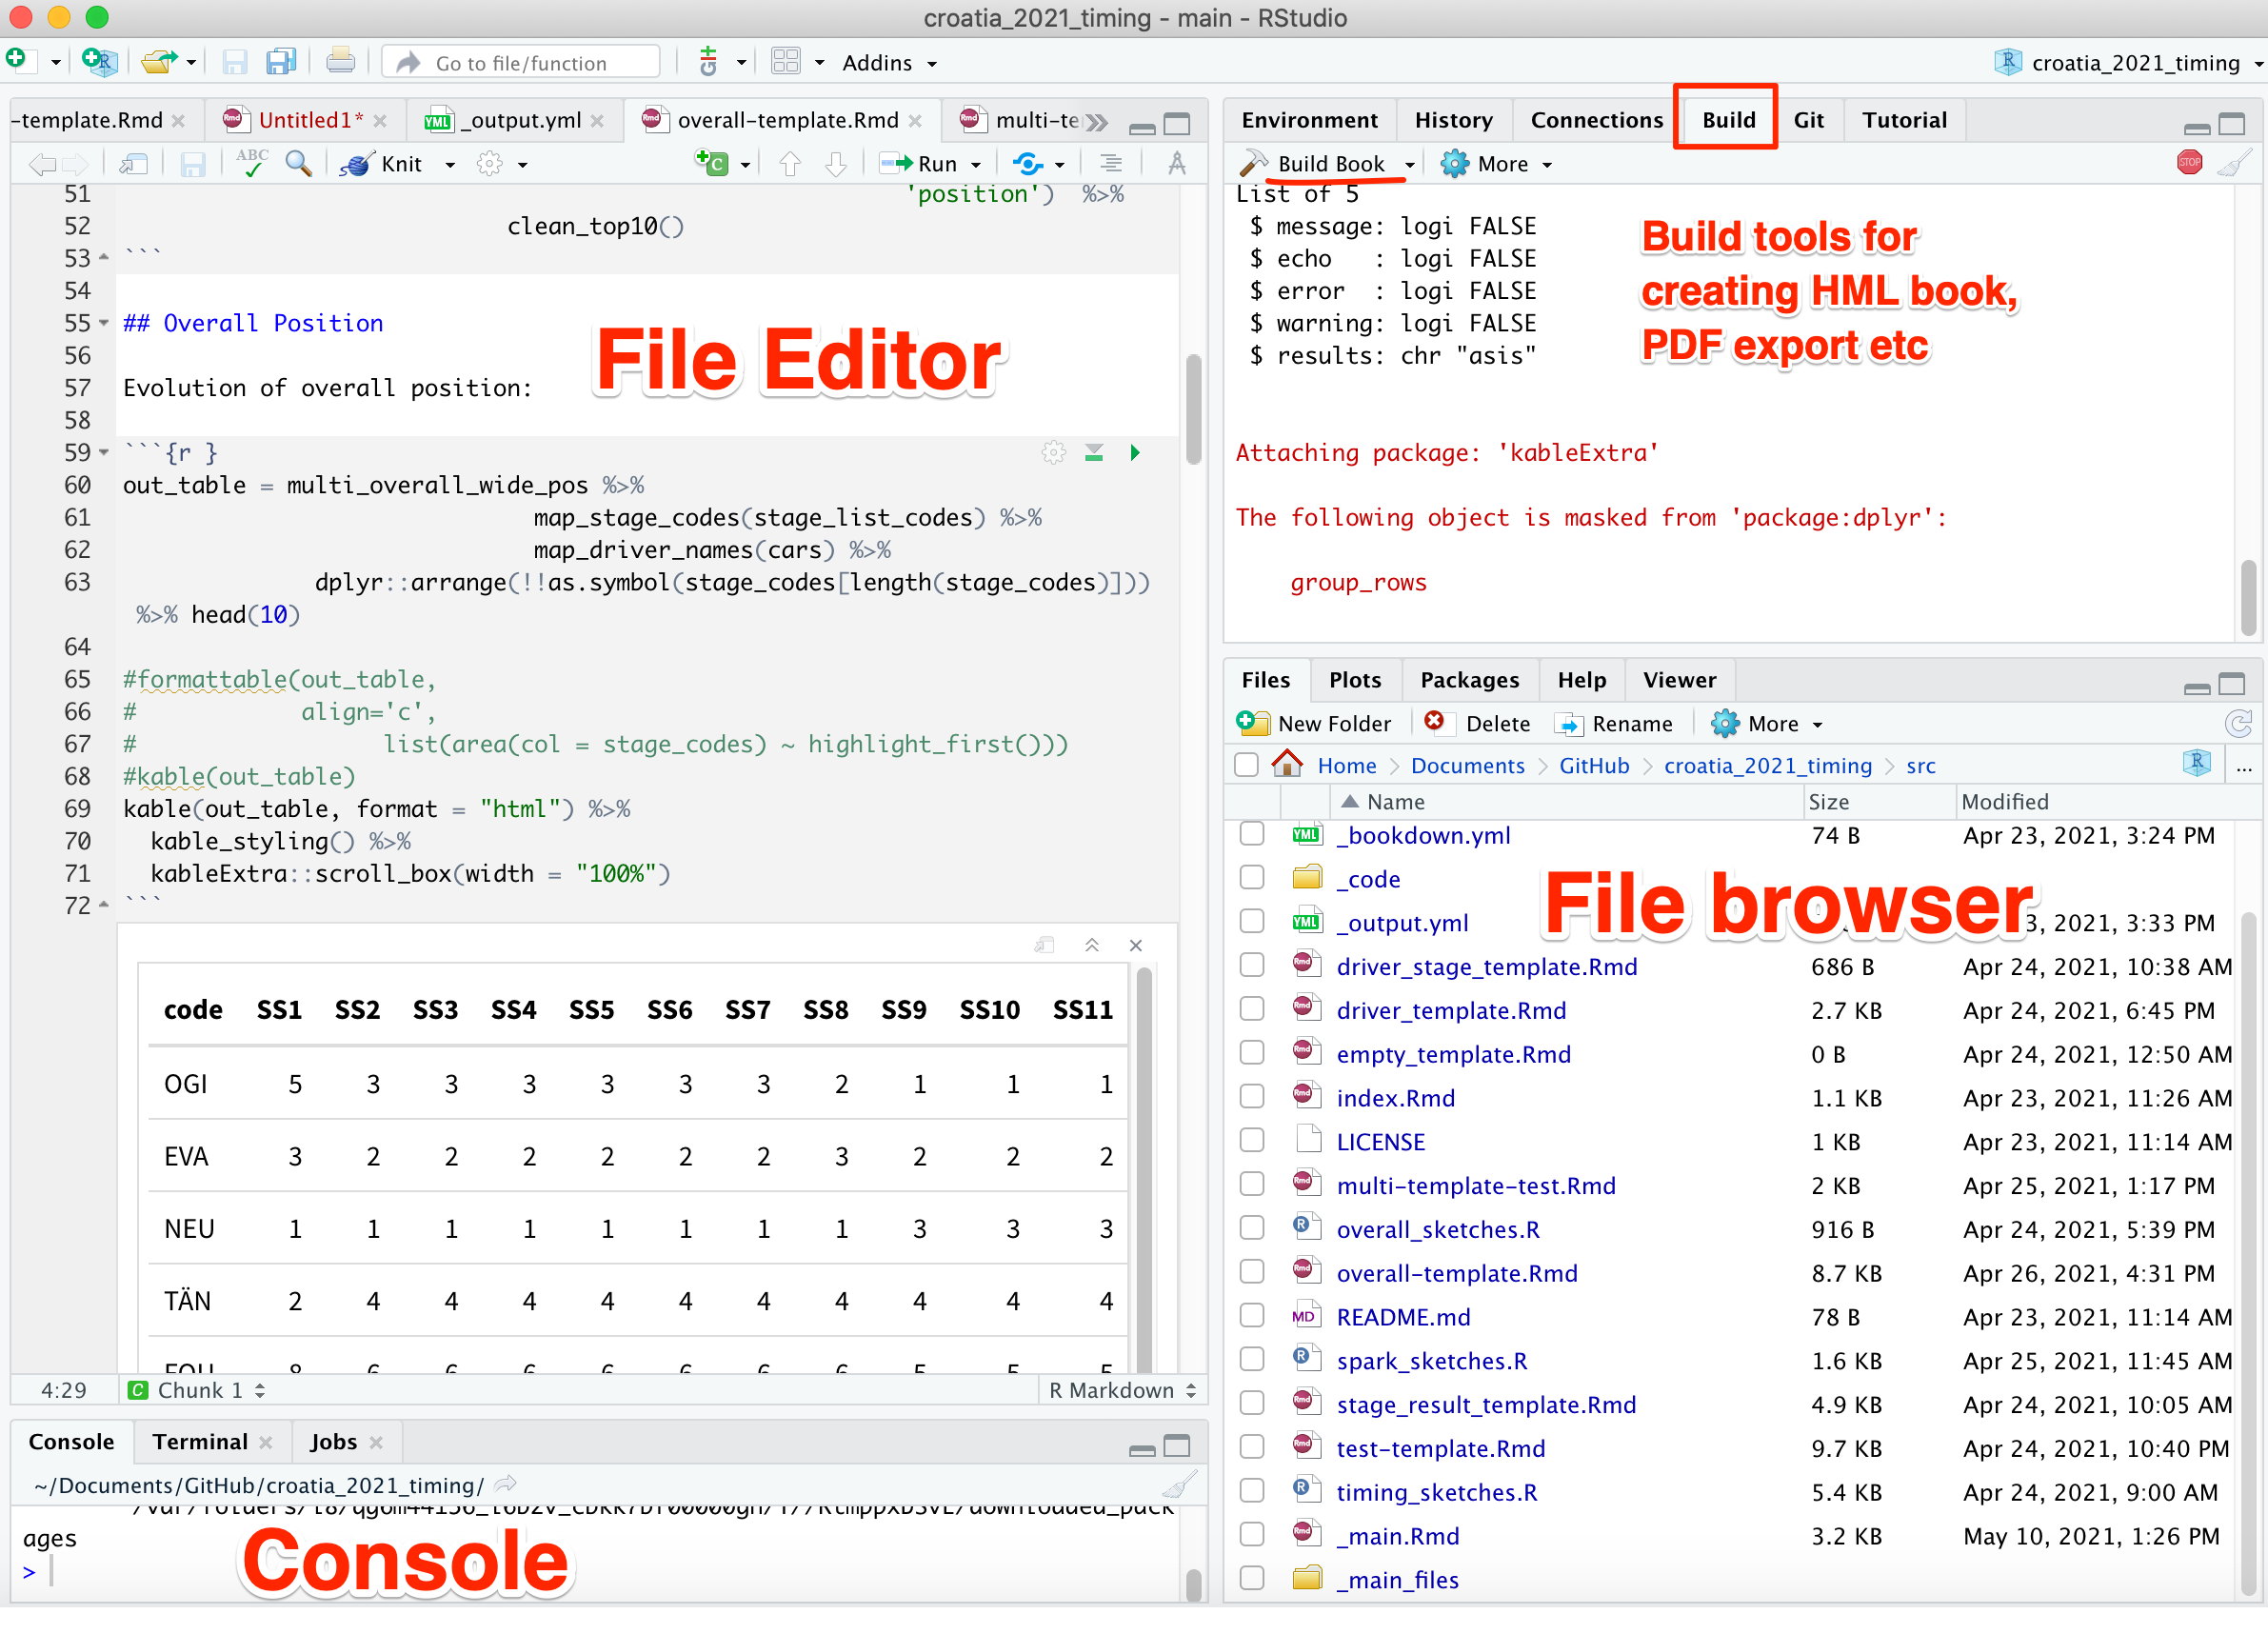 croatia_2021_timing - main - RStudio
Go to file/function
Git
Addins
croatia_2021_timing
-template.Rmd
Untitled1*
_output.yml
overall-template.Rmd
multi-te
ABC
Knit
Run
51 'position') %>%
52 clean_top10()
53 ```
54
55 ## Overall Position
56
57 Evolution of overall position:
58
59 ```{r }
60 out_table = multi_overall_wide_pos %>%
61 map_stage_codes(stage_list_codes) %>%
62 map_driver_names(cars) %>%
63 dplyr::arrange(!!as.symbol(stage_codes[length(stage_codes)]))
%>% head(10)
64
65 #formattable(out_table,
66 # align='c',
67 # list(area(col = stage_codes) ~ highlight_first()))
68 #kable(out_table)
69 kable(out_table, format = "html") %>%
70 kable_styling() %>%
71 kableExtra::scroll_box(width = "100%")
72 ```
File Editor
code SS1 SS2 SS3 SS4 SS5 SS6 SS7 SS8 SS9 SS10 SS11
OGI 5 3 3 3 3 3 3 2 1 1 1
EVA 3 2 2 2 2 2 2 3 2 2 2
NEU 1 1 1 1 1 1 1 1 3 3 3
TÄN 2 4 4 4 4 4 4 4 4 4 4
4:29 Chunk 1 R Markdown
Console Terminal Jobs
~/Documents/GitHub/croatia_2021_timing/
ages
>
Console
Environment History Connections Build Git Tutorial
Build Book More STOP
List of 5
$ message: logi FALSE
$ echo : logi FALSE
$ error : logi FALSE
$ warning: logi FALSE
$ results: chr "asis"
Build tools for
creating HML book,
PDF export etc
Attaching package: 'kableExtra'
The following object is masked from 'package:dplyr':
group_rows
Files Plots Packages Help Viewer
New Folder Delete Rename More
Home Documents GitHub croatia_2021_timing src ...
Name Size Modified
_bookdown.yml 74 B Apr 23, 2021, 3:24 PM
_code
File browser
_output.yml 3, 2021, 3:33 PM
driver_stage_template.Rmd 686 B Apr 24, 2021, 10:38 AM
driver_template.Rmd 2.7 KB Apr 24, 2021, 6:45 PM
empty_template.Rmd 0 B Apr 24, 2021, 12:50 AM
index.Rmd 1.1 KB Apr 23, 2021, 11:26 AM
LICENSE 1 KB Apr 23, 2021, 11:14 AM
multi-template-test.Rmd 2 KB Apr 25, 2021, 1:17 PM
overall_sketches.R 916 B Apr 24, 2021, 5:39 PM
overall-template.Rmd 8.7 KB Apr 26, 2021, 4:31 PM
README.md 78 B Apr 23, 2021, 11:14 AM
spark_sketches.R 1.6 KB Apr 25, 2021, 11:45 AM
stage_result_template.Rmd 4.9 KB Apr 24, 2021, 10:05 AM
test-template.Rmd 9.7 KB Apr 24, 2021, 10:40 PM
timing_sketches.R 5.4 KB Apr 24, 2021, 9:00 AM
_main.Rmd 3.2 KB May 10, 2021, 1:26 PM
_main_files